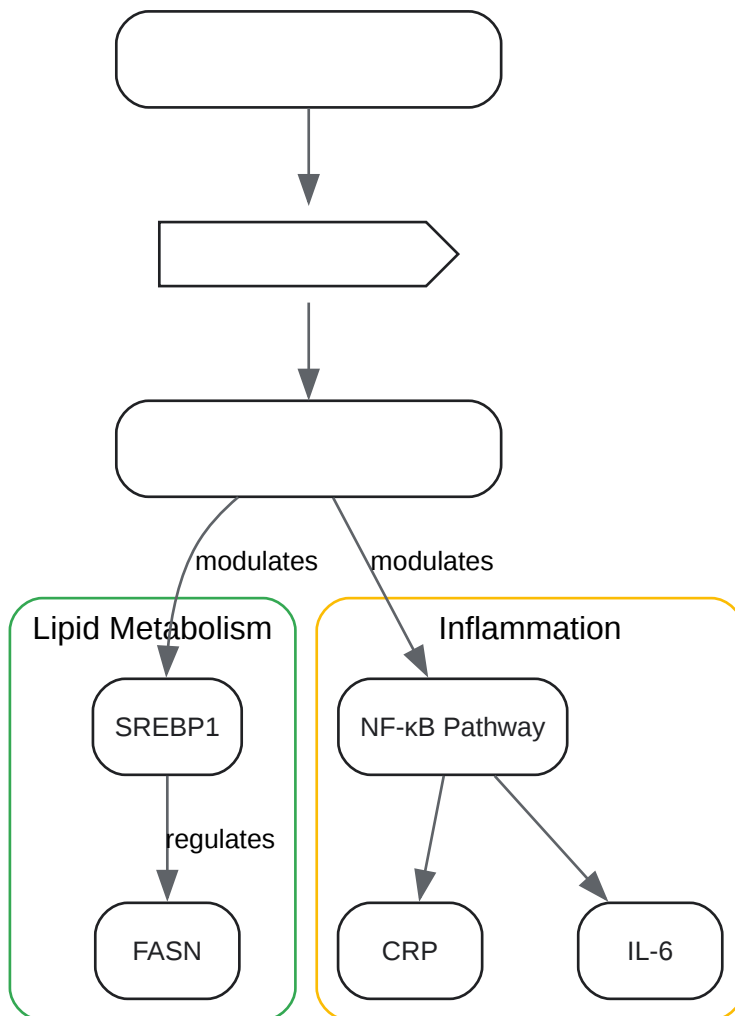 modulates
modulates
Lipid Metabolism
Inflammation
SREBP1
NF-κB Pathway
regulates
FASN
CRP
IL-6